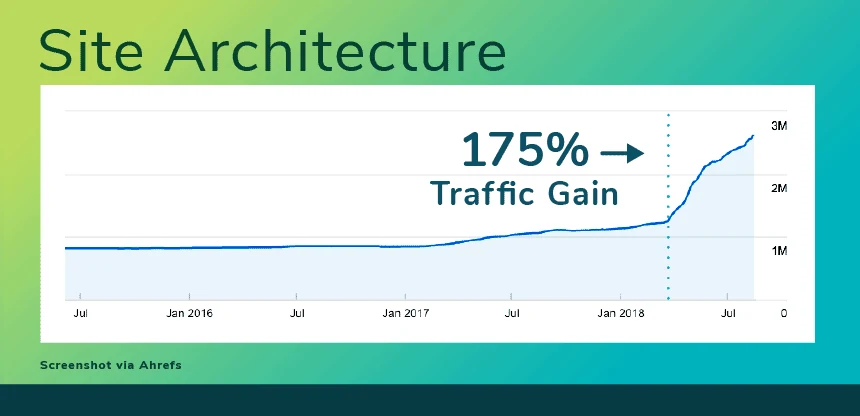 Site Architecture
3M
175%
Traffic Gain
2M
1M
Jul Jan 2016 Jul Jan 2017 Jul Jan 2018 Jul 0
Screenshot via Ahrefs